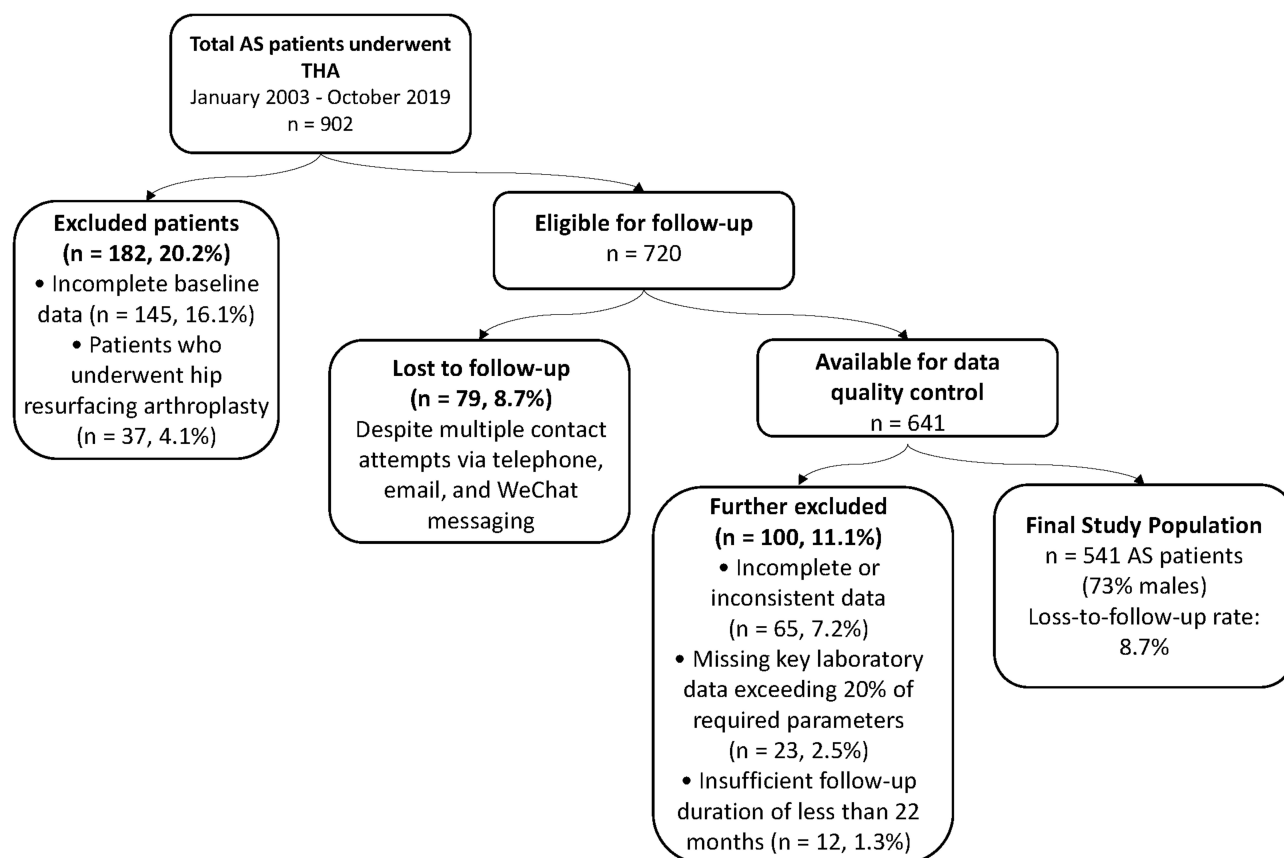 Total AS patients underwent
THA
January 2003 - October 2019
n = 902
Excluded patients
(n = 182, 20.2%)
• Incomplete baseline
data (n = 145, 16.1%)
• Patients who
underwent hip
resurfacing arthroplasty
(n = 37, 4.1%)
Eligible for follow-up
n = 720
Lost to follow-up
(n = 79, 8.7%)
Despite multiple contact
attempts via telephone,
email, and WeChat
messaging
Available for data
quality control
n = 641
Further excluded
(n = 100, 11.1%)
• Incomplete or
inconsistent data
(n = 65, 7.2%)
• Missing key laboratory
data exceeding 20% of
required parameters
(n = 23, 2.5%)
• Insufficient follow-up
duration of less than 22
months (n = 12, 1.3%)
Final Study Population
n = 541 AS patients
(73% males)
Loss-to-follow-up rate:
8.7%